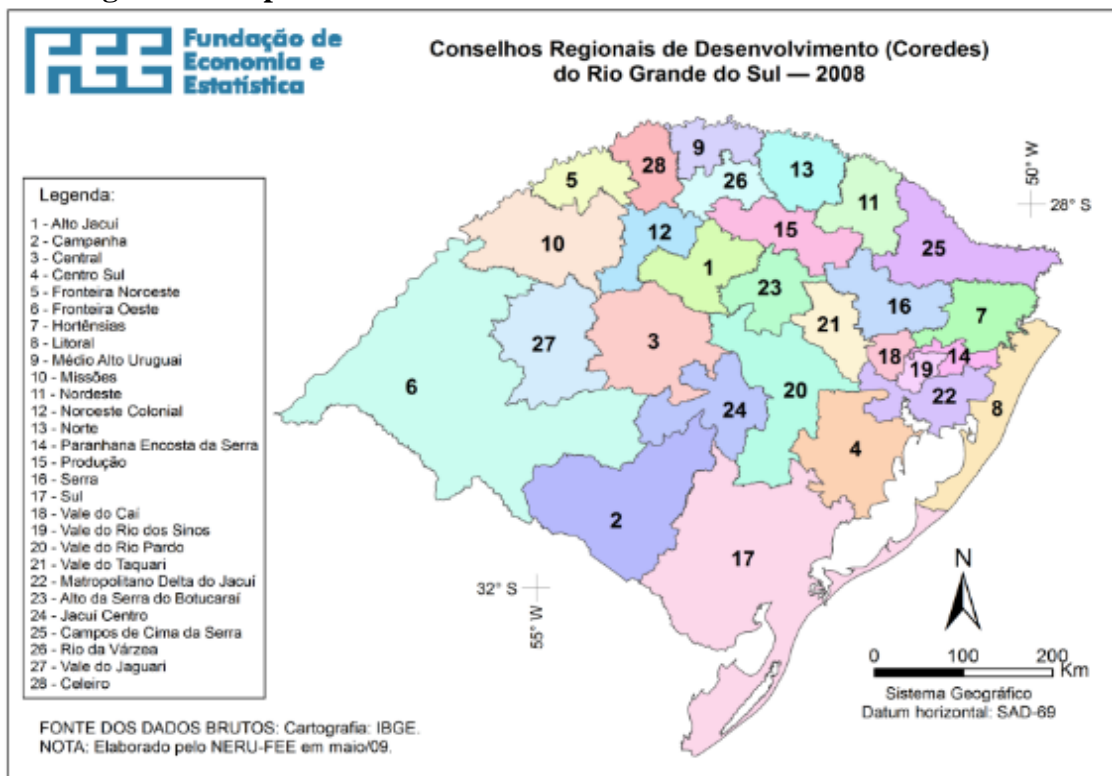 FEE
Fundação de
Economia e
Estatística
Conselhos Regionais de Desenvolvimento (Coredes)
do Rio Grande do Sul — 2008
Legenda:
1 - Alto Jacuí
2 - Campanha
3 - Central
4 - Centro Sul
5 - Fronteira Noroeste
6 - Fronteira Oeste
7 - Hortênsias
8 - Litoral
9 - Médio Alto Uruguai
10 - Missões
11 - Nordeste
12 - Noroeste Colonial
13 - Norte
14 - Paranhana Encosta da Serra
15 - Produção
16 - Serra
17 - Sul
18 - Vale do Caí
19 - Vale do Rio dos Sinos
20 - Vale do Rio Pardo
21 - Vale do Taquari
22 - Matropolitano Delta do Jacuí
23 - Alto da Serra do Botucaraí
24 - Jacuí Centro
25 - Campos de Cima da Serra
26 - Rio da Várzea
27 - Vale do Jaguari
28 - Celeiro
50° W
28° S
9
28
13
5
26
11
12
15
10
25
1
23
16
7
21
27
3
18
14
19
6
20
22
24
8
4
2
17
32° S
55° W
N
0 100 200
Km
Sistema Geográfico
Datum horizontal: SAD-69
FONTE DOS DADOS BRUTOS: Cartografia: IBGE.
NOTA: Elaborado pelo NERU-FEE em maio/09.